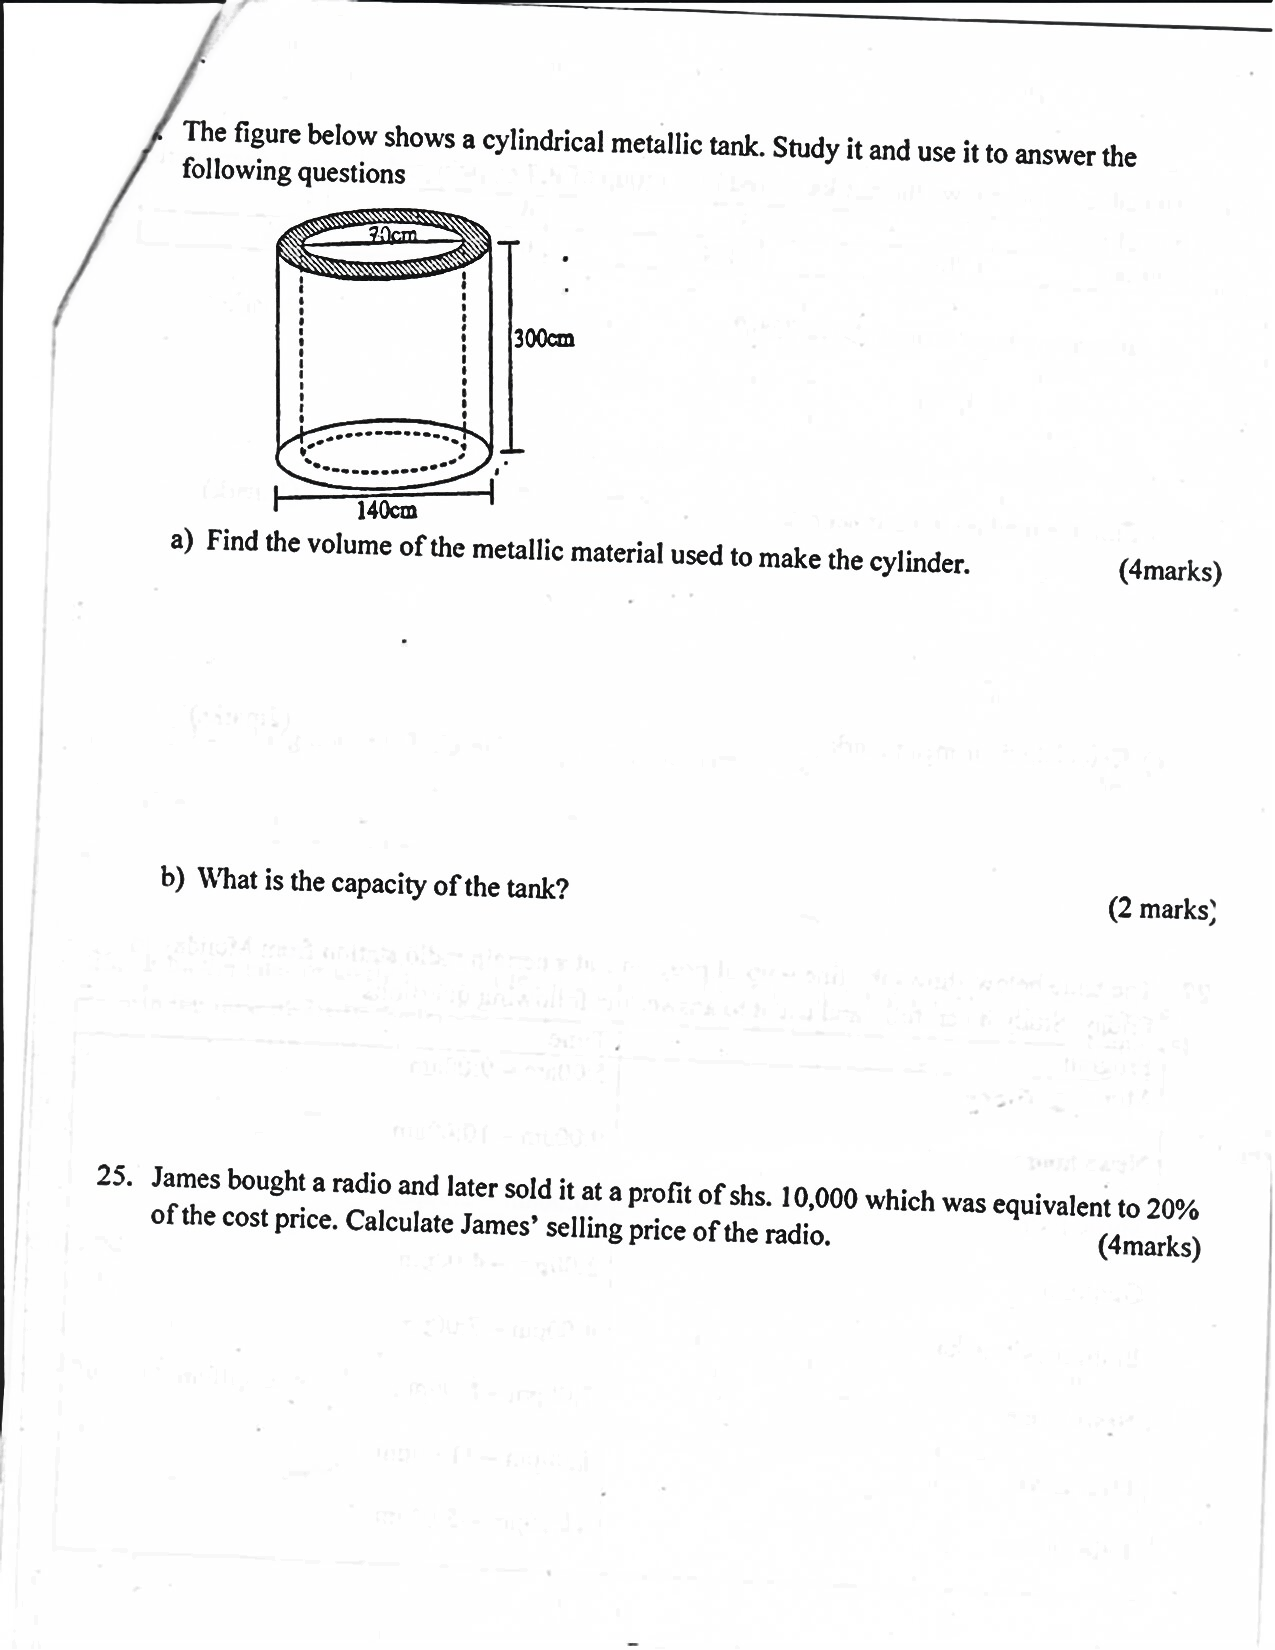 The figure below shows a cylindrical metallic tank. Study it and use it to answer the
following questions
70cm
300cm
140cm
a) Find the volume of the metallic material used to make the cylinder. (4marks)
b) What is the capacity of the tank? (2 marks)
25. James bought a radio and later sold it at a profit of shs. 10,000 which was equivalent to 20%
of the cost price. Calculate James’ selling price of the radio. (4marks)